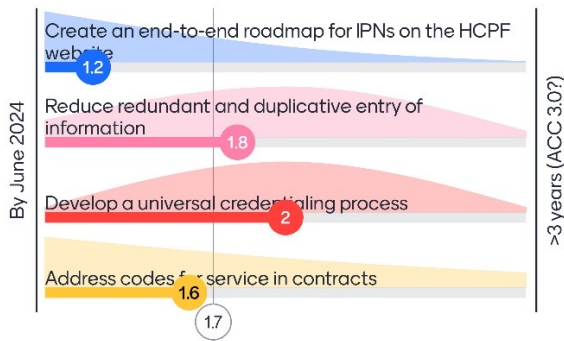 Create an end-to-end roadmap for IPNs on the HCPF
website
1.2
Reduce redundant and duplicative entry of
information
1.8
Develop a universal credentialing process
2
Address codes for service in contracts
1.6
1.7
By June 2024
>3 years (ACC 3.0?)